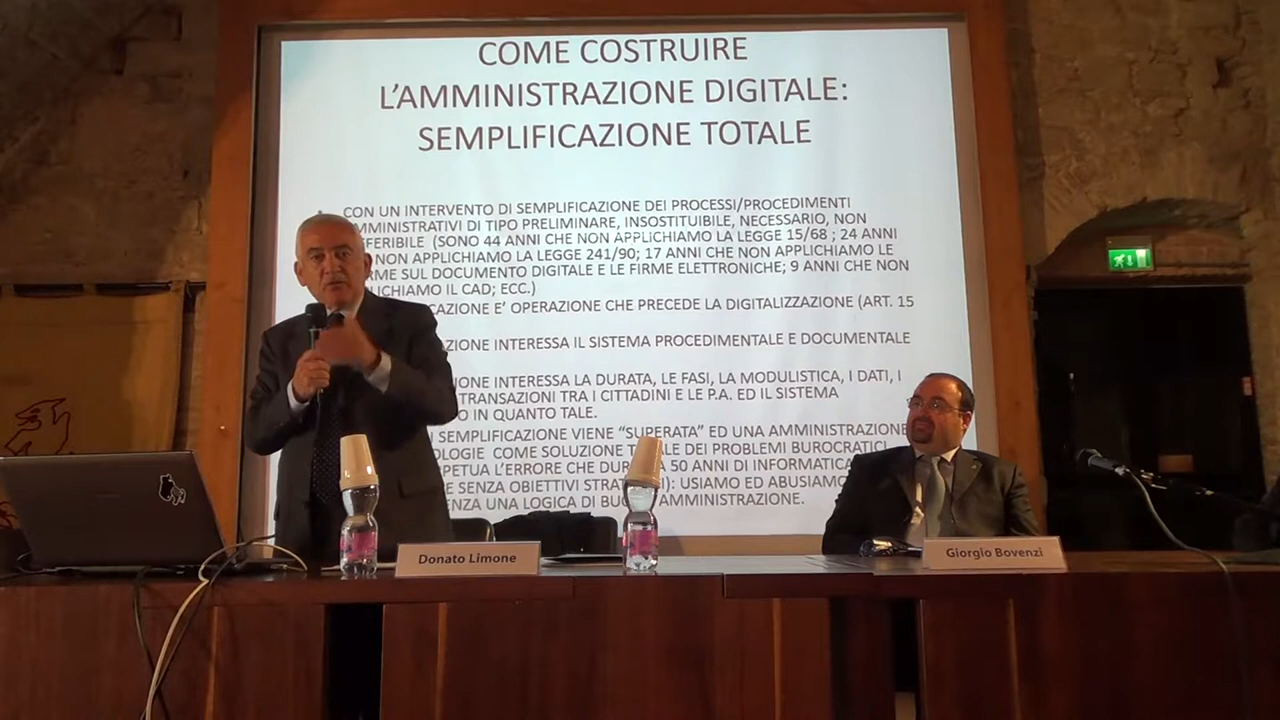 COME COSTRUIRE
L'AMMINISTRAZIONE DIGITALE:
SEMPLIFICAZIONE TOTALE
CON UN INTERVENTO DI SEMPLIFICAZIONE DEI PROCESSI/PROCEDIMENTI
AMMINISTRATIVI DI TIPO PRELIMINARE, INSOSTITUIBILE, NECESSARIO, NON
(SONO 44 ANNI CHE NON APPLICHIAMO LA LEGGE 15/68 ; 24 ANNI
NON APPLICHIAMO LA LEGGE 241/90; 17 ANNI CHE NON APPLICHIAMO LE
SUL DOCUMENTO DIGITALE E LE FIRME ELETTRONICHE; 9 ANNI CHE NON
IL CAD; ECC.)
E' OPERAZIONE CHE PRECEDE LA DIGITALIZZAZIONE (ART. 15
INTERESSA IL SISTEMA PROCEDIMENTALE E DOCUMENTALE
INTERESSA LA DURATA, LE FASI, LA MODULISTICA, I DATI, I
TRANSAZIONI TRA I CITTADINI E LE P.A. ED IL SISTEMA
IN QUANTO TALE.
SEMPLIFICAZIONE VIENE "SUPERATA" ED UNA AMMINISTRAZIONE
COME SOLUZIONE DEI PROBLEMI BUROCRATICI
L'ERRORE CHE DURA 50 ANNI DI INFORMATICA
SENZA OBIETTIVI USIAMO ED ABUSIAMO
UNA LOGICA DI AMMINISTRAZIONE.
Donato Limone
Giorgio Bovenzi